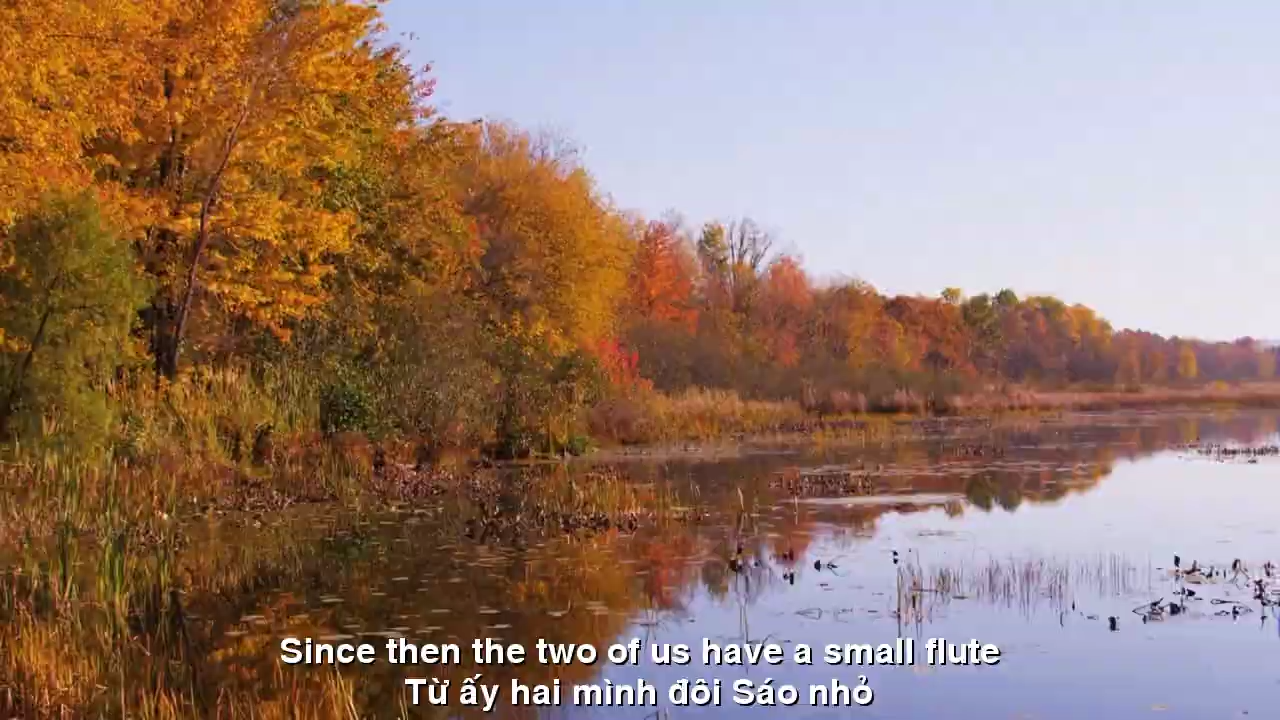 Since then the two of us have a small flute
Từ ấy hai mình đôi Sáo nhỏ